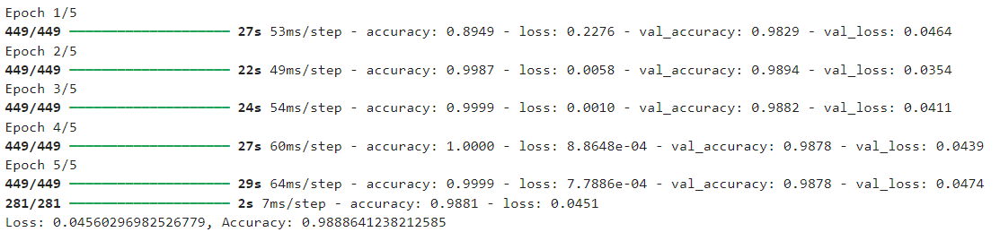 Epoch 1/5
449/449 ━━━━━━━━━━━━━━━━━━━━ 27s 53ms/step - accuracy: 0.8949 - loss: 0.2276 - val_accuracy: 0.9829 - val_loss: 0.0464
Epoch 2/5
449/449 ━━━━━━━━━━━━━━━━━━━━ 22s 49ms/step - accuracy: 0.9987 - loss: 0.0058 - val_accuracy: 0.9894 - val_loss: 0.0354
Epoch 3/5
449/449 ━━━━━━━━━━━━━━━━━━━━ 24s 54ms/step - accuracy: 0.9999 - loss: 0.0010 - val_accuracy: 0.9882 - val_loss: 0.0411
Epoch 4/5
449/449 ━━━━━━━━━━━━━━━━━━━━ 27s 60ms/step - accuracy: 1.0000 - loss: 8.8648e-04 - val_accuracy: 0.9878 - val_loss: 0.0439
Epoch 5/5
449/449 ━━━━━━━━━━━━━━━━━━━━ 29s 64ms/step - accuracy: 0.9999 - loss: 7.7886e-04 - val_accuracy: 0.9878 - val_loss: 0.0474
281/281 ━━━━━━━━━━━━━━━━━━━━ 2s 7ms/step - accuracy: 0.9881 - loss: 0.0451
Loss: 0.04560296982526779, Accuracy: 0.9888641238212585